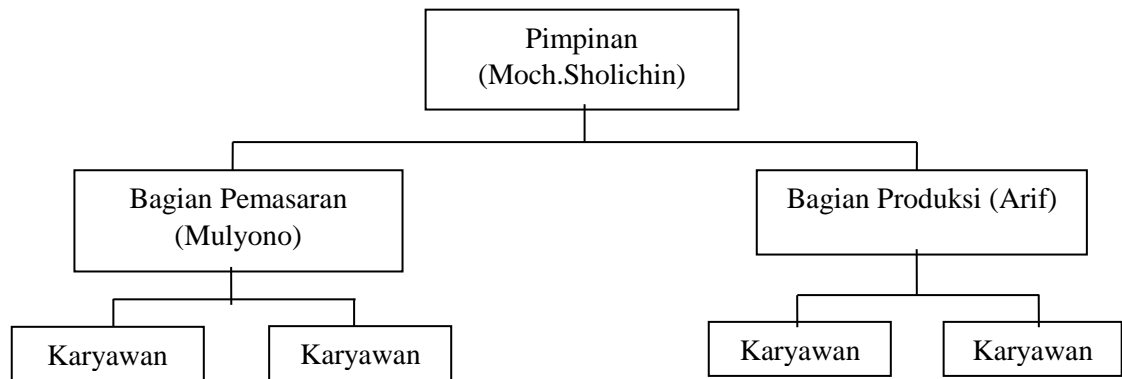 Pimpinan
(Moch.Sholichin)
Bagian Pemasaran
(Mulyono)
Bagian Produksi (Arif)
Karyawan
Karyawan
Karyawan
Karyawan